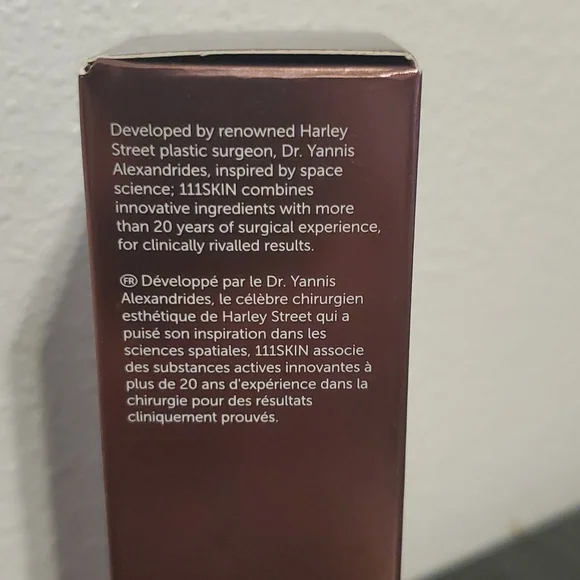 Developed by renowned Harley
Street plastic surgeon, Dr. Yannis
Alexandrides, inspired by space
science; 111SKIN combines
innovative ingredients with more
than 20 years of surgical experience,
for clinically rivalled results.
FR Développé par le Dr. Yannis
Alexandrides, le célèbre chirurgien
esthétique de Harley Street qui a
puisé son inspiration dans les
sciences spatiales, 111SKIN associe
des substances actives innovantes à
plus de 20 ans d'expérience dans la
chirurgie pour des résultats
cliniquement prouvés.